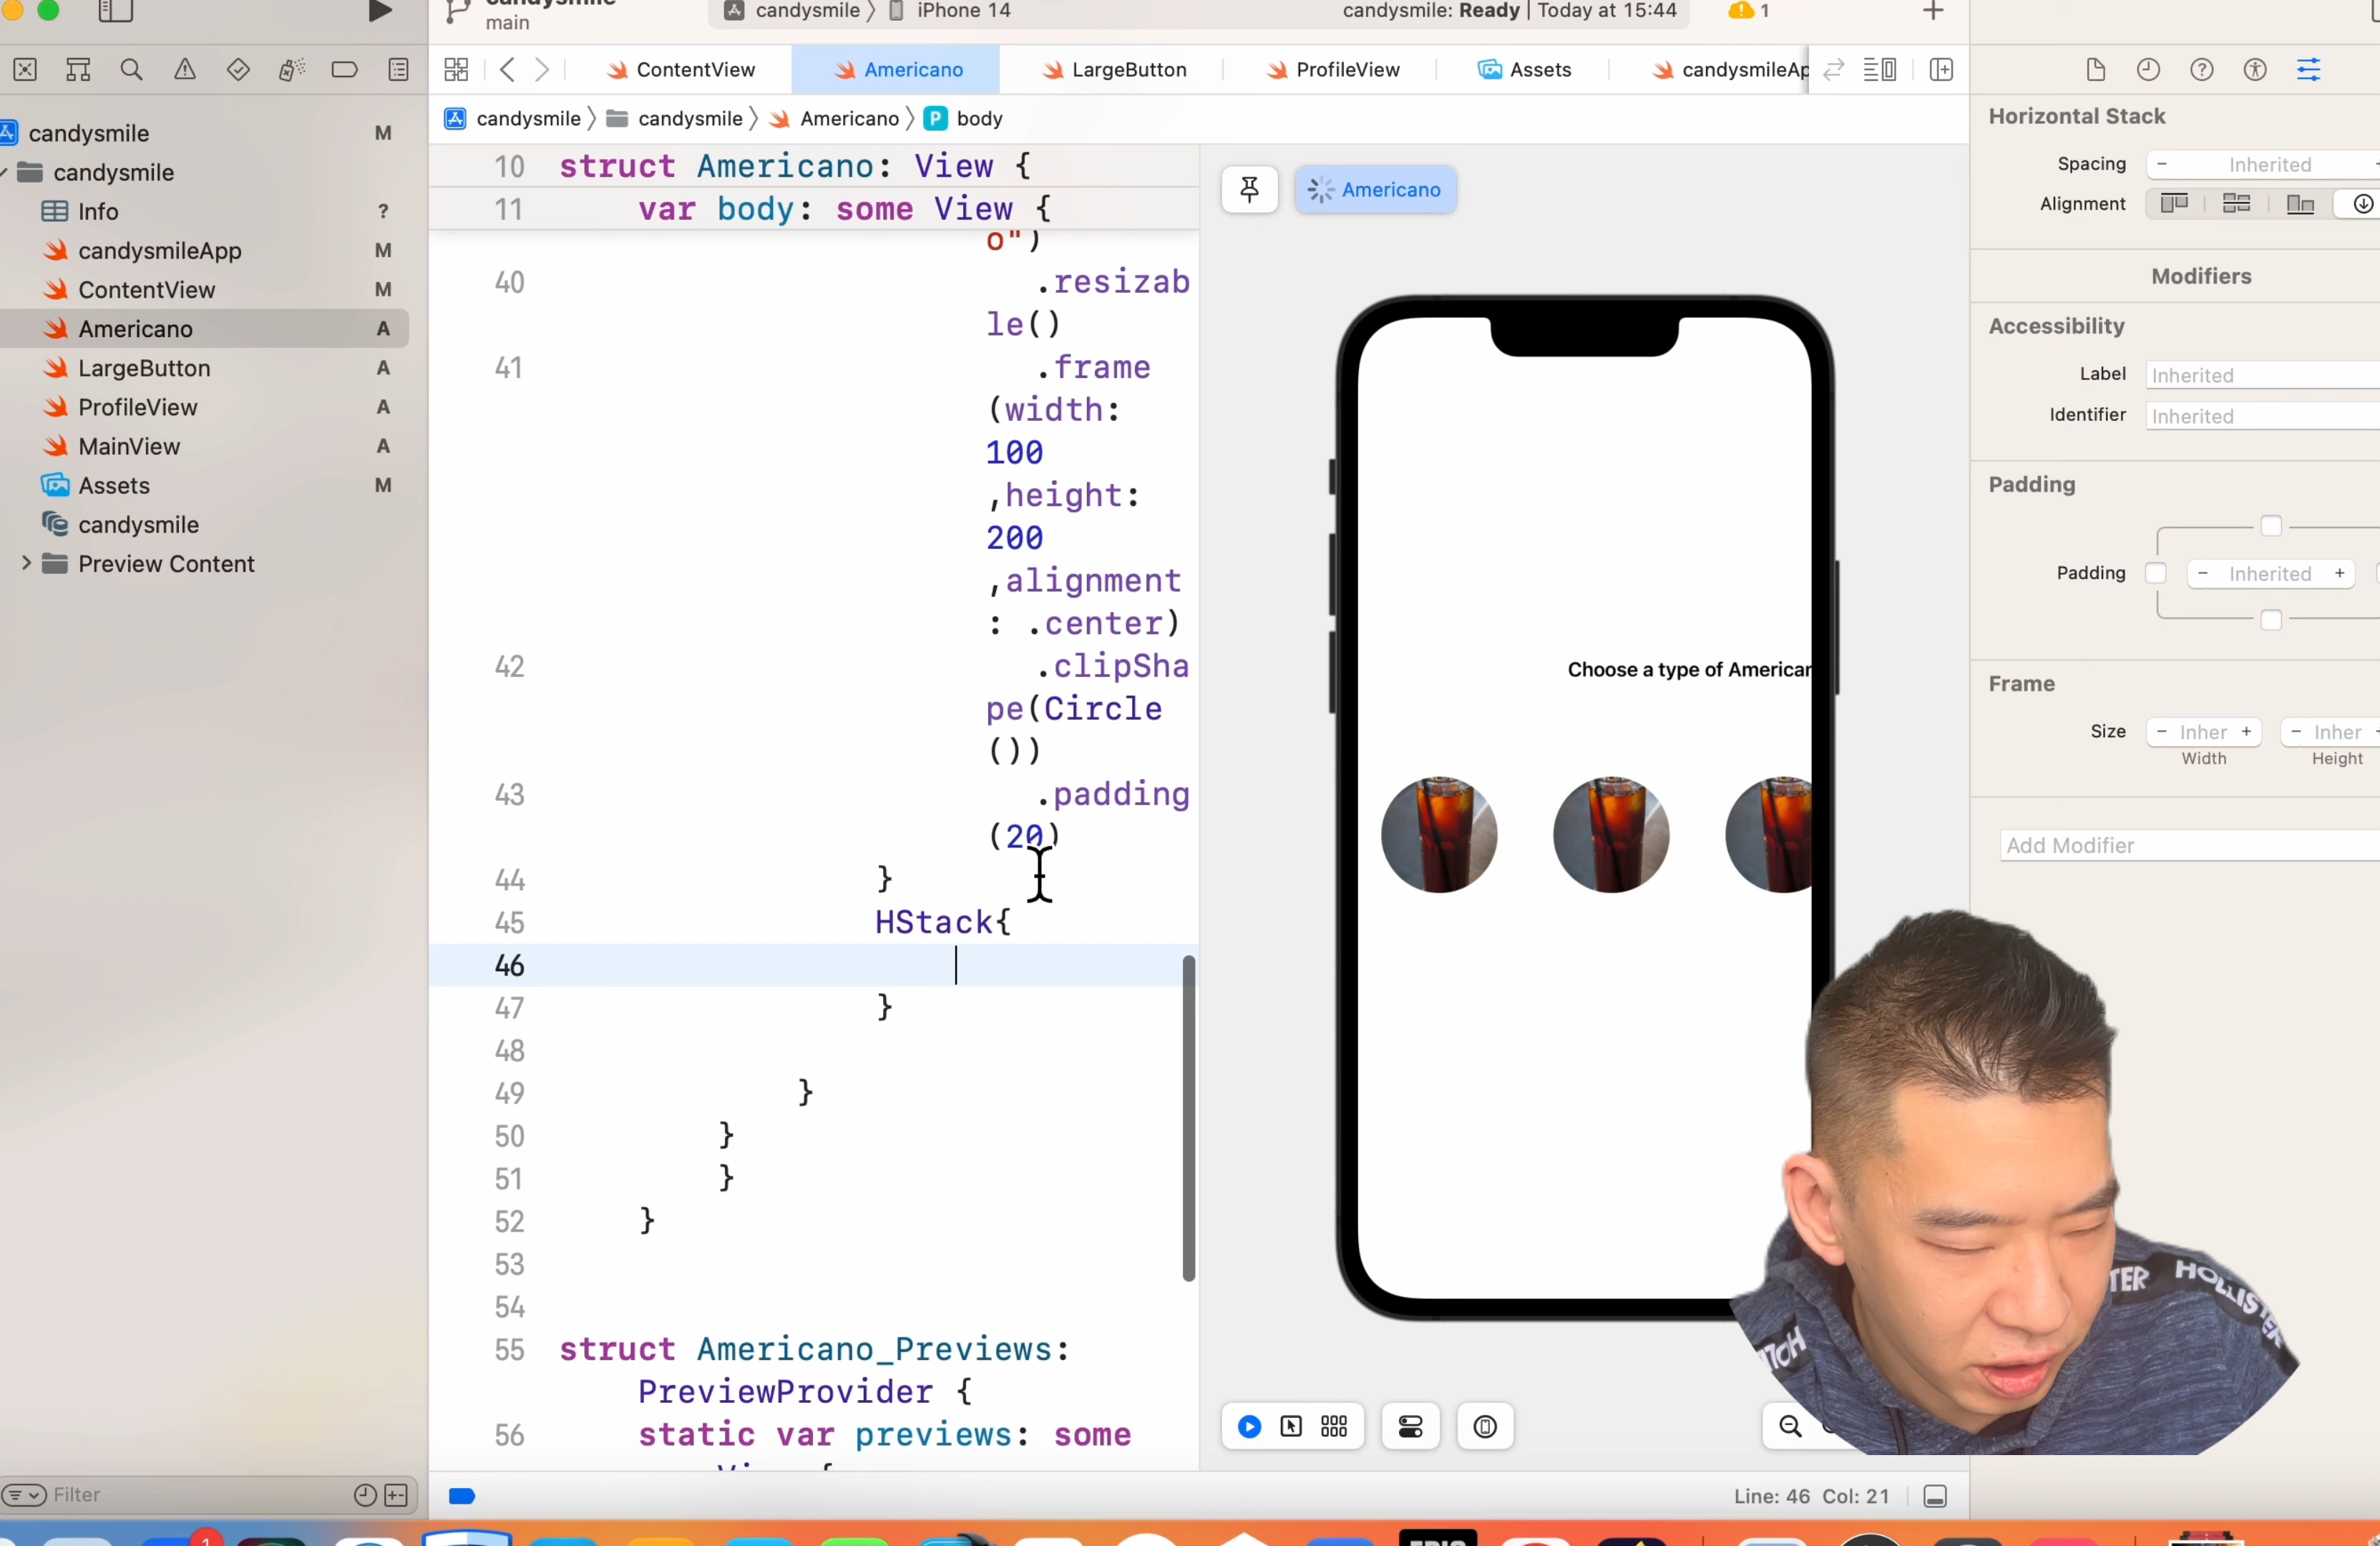 candysmile
main
candysmile
iPhone 14
candysmile: Ready | Today at 15:44
1
ContentView
Americano
LargeButton
ProfileView
Assets
candysmileAp
candysmile
candysmile
Americano
P
body
candysmile M
candysmile
Info ?
candysmileApp M
ContentView M
Americano A
LargeButton A
ProfileView A
MainView A
Assets M
candysmile
Preview Content
Filter
10 struct Americano: View {
11 var body: some View {
o")
40 .resizab
le()
41 .frame
(width:
100
,height:
200
,alignment
: .center)
42 .clipSha
pe(Circle
())
43 .padding
(20)
44 }
45 HStack{
46
47 }
48
49 }
50 }
51 }
52 }
53
54
55 struct Americano_Previews:
PreviewProvider {
56 static var previews: some
Line: 46 Col: 21
Americano
Choose a type of American
Horizontal Stack
Spacing
Inherited
Alignment
Modifiers
Accessibility
Label
Inherited
Identifier
Inherited
Padding
Padding
Inherited
Frame
Size
Inher
Inher
Width
Height
Add Modifier
HOLLISTER
TER
1
EPIC